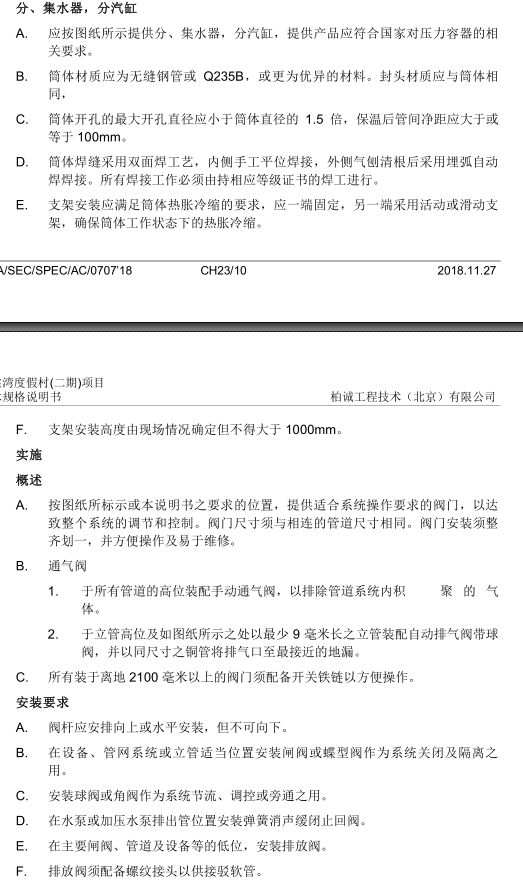 分、集水器，分汽缸
A. 应按图纸所示提供分、集水器，分汽缸，提供产品应符合国家对压力容器的相
关要求。
B. 筒体材质应为无缝钢管或 Q235B，或更为优异的材料。封头材质应与筒体相
同，
C. 筒体开孔的最大开孔直径应小于筒体直径的 1.5 倍，保温后管间净距应大于或
等于 100mm。
D. 筒体焊缝采用双面焊工艺，内侧手工平位焊接，外侧气刨清根后采用埋弧自动
焊焊接。所有焊接工作必须由持相应等级证书的焊工进行。
E. 支架安装应满足筒体热胀冷缩的要求，应一端固定，另一端采用活动或滑动支
架，确保筒体工作状态下的热胀冷缩。
A/SEC/SPEC/AC/0707'18 CH23/10 2018.11.27
湾度假村(二期)项目
规格说明书 柏诚工程技术（北京）有限公司
F. 支架安装高度由现场情况确定但不得大于 1000mm。
实施
概述
A. 按图纸所标示或本说明书之要求的位置，提供适合系统操作要求的阀门，以达
致整个系统的调节和控制。阀门尺寸须与相连的管道尺寸相同。阀门安装须整
齐划一，并方便操作及易于维修。
B. 通气阀
1. 于所有管道的高位装配手动通气阀，以排除管道系统内积 聚 的 气
体。
2. 于立管高位及如图纸所示之处以最少 9 毫米长之立管装配自动排气阀带球
阀，并以同尺寸之铜管将排气口至最接近的地漏。
C. 所有装于离地 2100 毫米以上的阀门须配备开关铁链以方便操作。
安装要求
A. 阀杆应安排向上或水平安装，但不可向下。
B. 在设备、管网系统或立管适当位置安装闸阀或蝶型阀作为系统关闭及隔离之
用。
C. 安装球阀或角阀作为系统节流、调控或旁通之用。
D. 在水泵或加压水泵排出管位置安装弹簧消声缓闭止回阀。
E. 在主要闸阀、管道及设备等的低位，安装排放阀。
F. 排放阀须配备螺纹接头以供接驳软管。